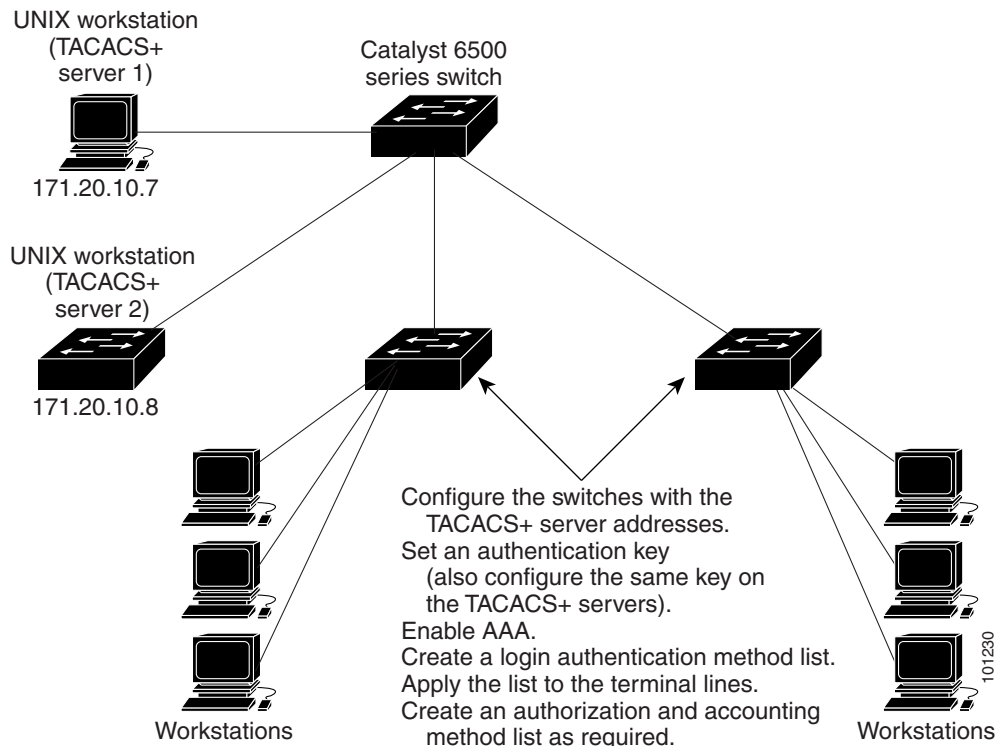 UNIX workstation
(TACACS+
server 1)
Catalyst 6500
series switch
171.20.10.7
UNIX workstation
(TACACS+
server 2)
171.20.10.8
Configure the switches with the
TACACS+ server addresses.
Set an authentication key
(also configure the same key on
the TACACS+ servers).
Enable AAA.
Create a login authentication method list.
Apply the list to the terminal lines.
Create an authorization and accounting
method list as required.
Workstations
Workstations
101230